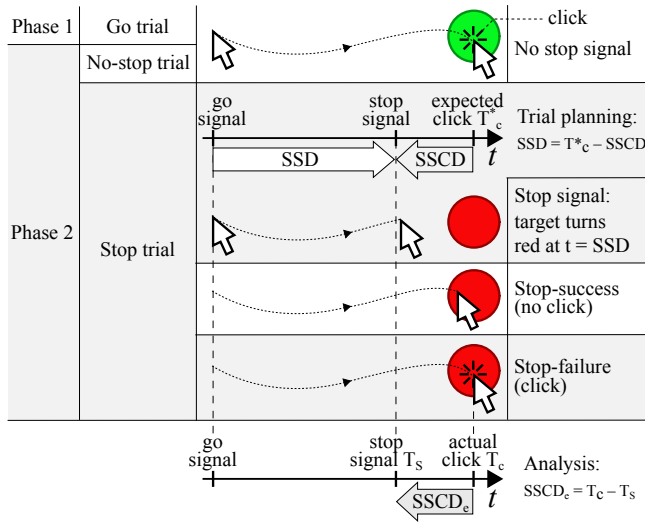 Phase 1
Go trial
click
No stop signal
No-stop trial
Phase 2
Stop trial
go
signal
stop
signal
expected
click T*c
t
SSD
SSCD
Trial planning:
SSD = T*c – SSCD
Stop signal:
target turns
red at t = SSD
Stop-success
(no click)
Stop-failure
(click)
go
signal
stop
signal TS
actual
click Tc
t
SSCDe
Analysis:
SSCDe = Tc – TS